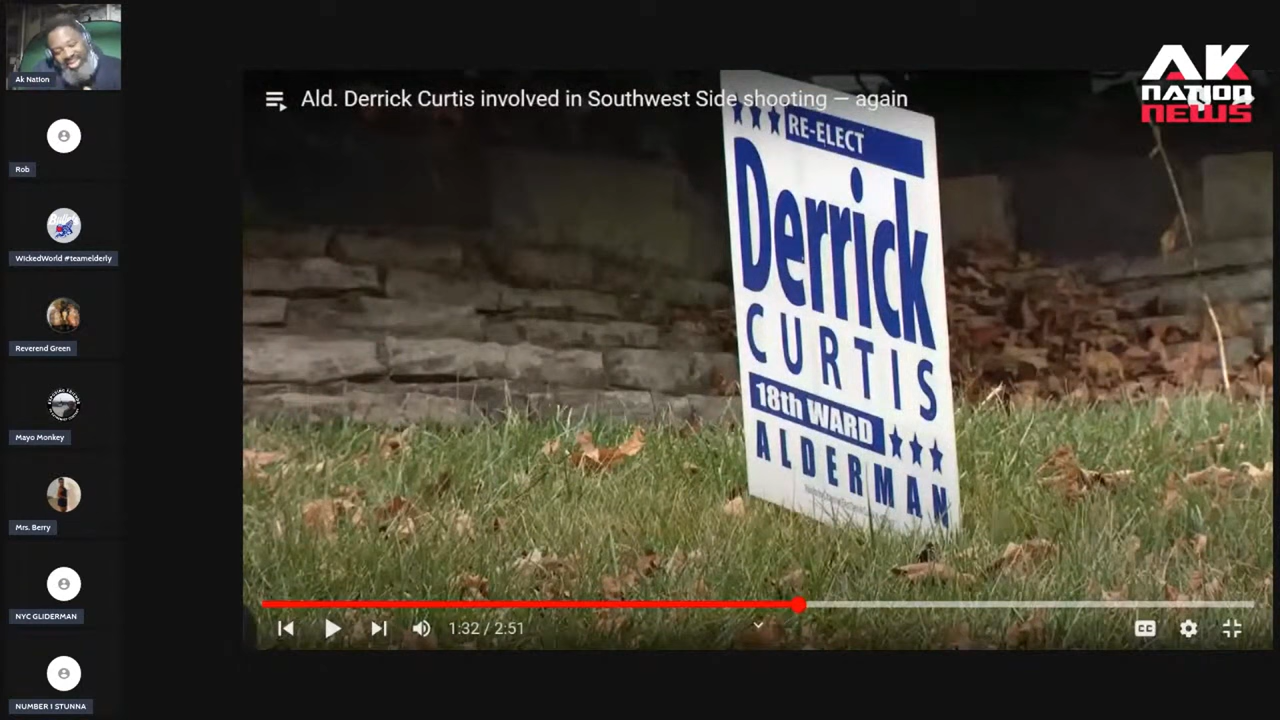 Ak Nation
Rob
WickedWorld #teamelderly
Reverend Green
Mayo Monkey
Mrs. Berry
NYC GLIDERMAN
NUMBER 1 STUNNA
Ald. Derrick Curtis involved in Southwest Side shooting — again
RE-ELECT
Derrick
CURTIS
18th WARD
ALDERMAN
1:32 / 2:51
CC
AK
NATION
NEWS